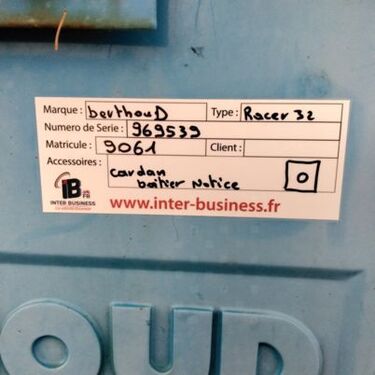 Marque : berthouD Type : Racer 32
Numero de Serie : 969539
Matricule : 9061 Client :
Accessoires : cardan
boitier Notice
O
IB
INTER BUSINESS
www.inter-business.fr
OUD